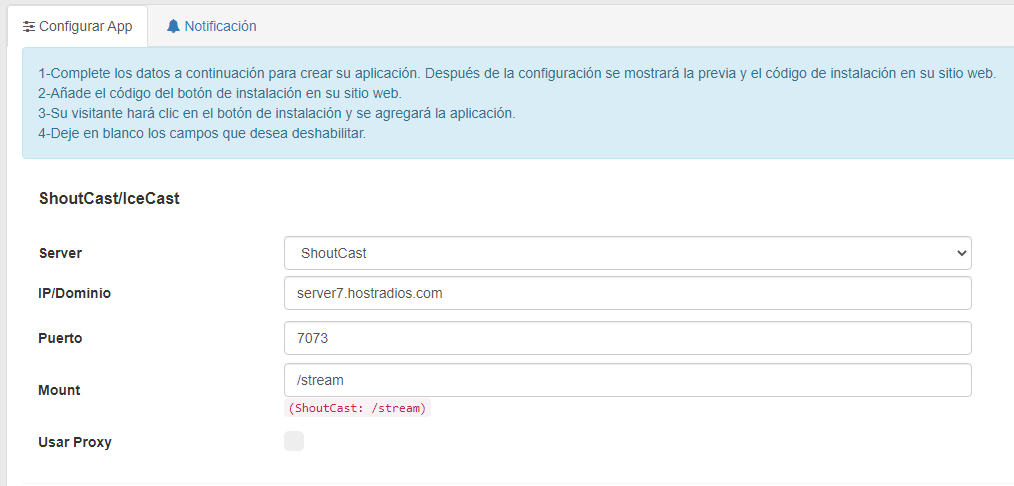 Configurar App
Notificación
1-Complete los datos a continuación para crear su aplicación. Después de la configuración se mostrará la previa y el código de instalación en su sitio web.
2-Añade el código del botón de instalación en su sitio web.
3-Su visitante hará clic en el botón de instalación y se agregará la aplicación.
4-Deje en blanco los campos que desea deshabilitar.
ShoutCast/IceCast
Server
ShoutCast
IP/Dominio
server7.hostradios.com
Puerto
7073
Mount
/stream
(ShoutCast: /stream)
Usar Proxy